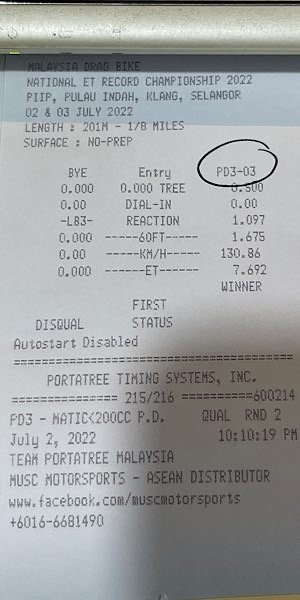 MALAYSIA DRAG BIKE
NATIONAL ET RECORD CHAMPIONSHIP 2022
PIIP, PULAU INDAH, KLANG, SELANGOR
02 & 03 JULY 2022
LENGTH : 201M - 1/8 MILES
SURFACE : NO-PREP
BYE Entry PD3-03
0.000 0.000 TREE 0.500
0.00 DIAL-IN 0.00
-LB3- REACTION 1.097
0.000 -----60FT----- 1.675
0.00 -----KM/H----- 130.86
0.000 ------ET------ 7.692
WINNER
FIRST
DISQUAL STATUS
Autostart Disabled
========================================
PORTATREE TIMING SYSTEMS, INC.
=============== 215/216 ==========600214
PD3 - MATIC<200CC P.D. QUAL RND 2
July 2, 2022 10:10:19 PM
TEAM PORTATREE MALAYSIA
MUSC MOTORSPORTS - ASEAN DISTRIBUTOR
www.facebook.com/muscmotorsports
+6016-6681490